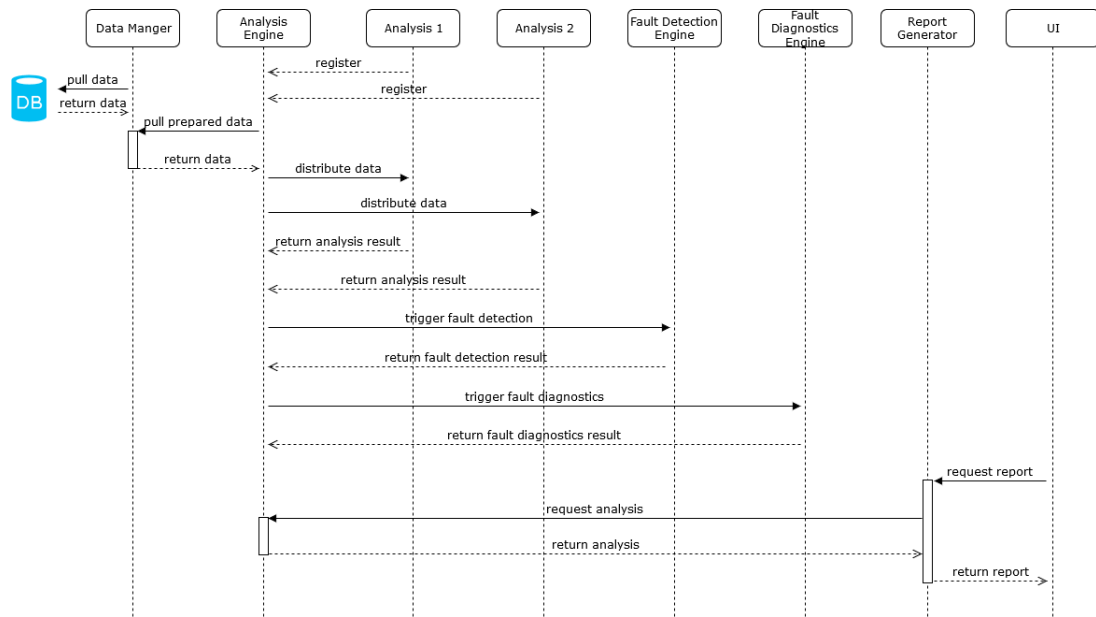 Data Manger
Analysis
Engine
Analysis 1
Analysis 2
Fault Detection
Engine
Fault
Diagnostics
Engine
Report
Generator
UI
register
pull data
DB
register
return data
pull prepared data
return data
distribute data
distribute data
return analysis result
return analysis result
trigger fault detection
return fault detection result
trigger fault diagnostics
return fault diagnostics result
request report
request analysis
return analysis
return report